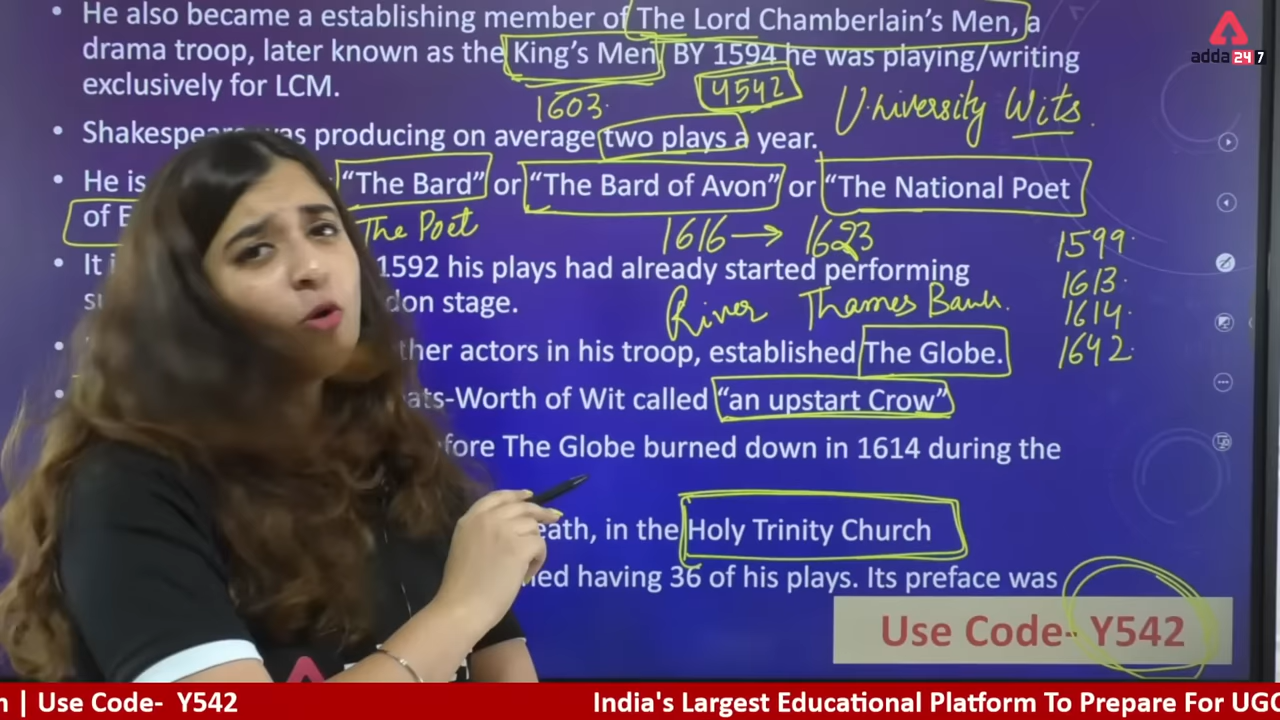 • He also became a establishing member of The Lord Chamberlain's Men, a
drama troop, later known as the King's Men BY 1594 he was playing/writing
exclusively for LCM.
adda 24 7
1603. Y542 University Wits.
• Shakespeare was producing on average two plays a year.
• He is "The Bard" or "The Bard of Avon" or "The National Poet
of E
The Poet 1616 → 1623
1599.
1613.
1614.
1642.
• It i 1592 his plays had already started performing
su don stage.
River Thames Bank.
• ther actors in his troop, established The Globe.
• ats-Worth of Wit called "an upstart Crow"
fore The Globe burned down in 1614 during the
eath, in the Holy Trinity Church
ned having 36 of his plays. Its preface was
Use Code- Y542
n | Use Code- Y542 India's Largest Educational Platform To Prepare For UGC